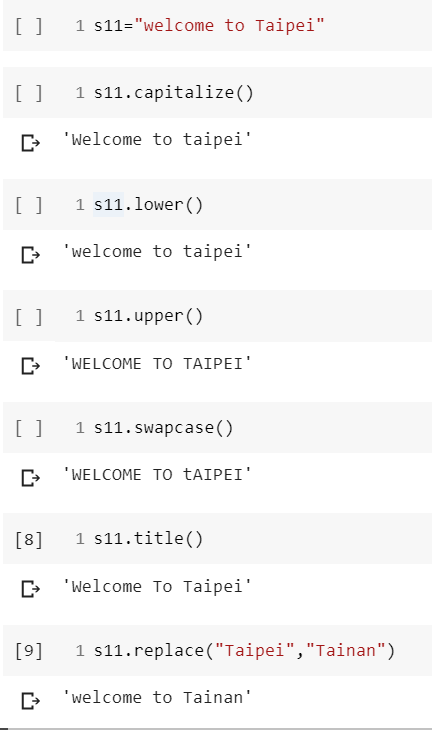 [ ] 1 s11="welcome to Taipei"
[ ] 1 s11.capitalize()
'Welcome to taipei'
[ ] 1 s11.lower()
'welcome to taipei'
[ ] 1 s11.upper()
'WELCOME TO TAIPEI'
[ ] 1 s11.swapcase()
'WELCOME TO tAIPEI'
[8] 1 s11.title()
'Welcome To Taipei'
[9] 1 s11.replace("Taipei","Tainan")
'welcome to Tainan'